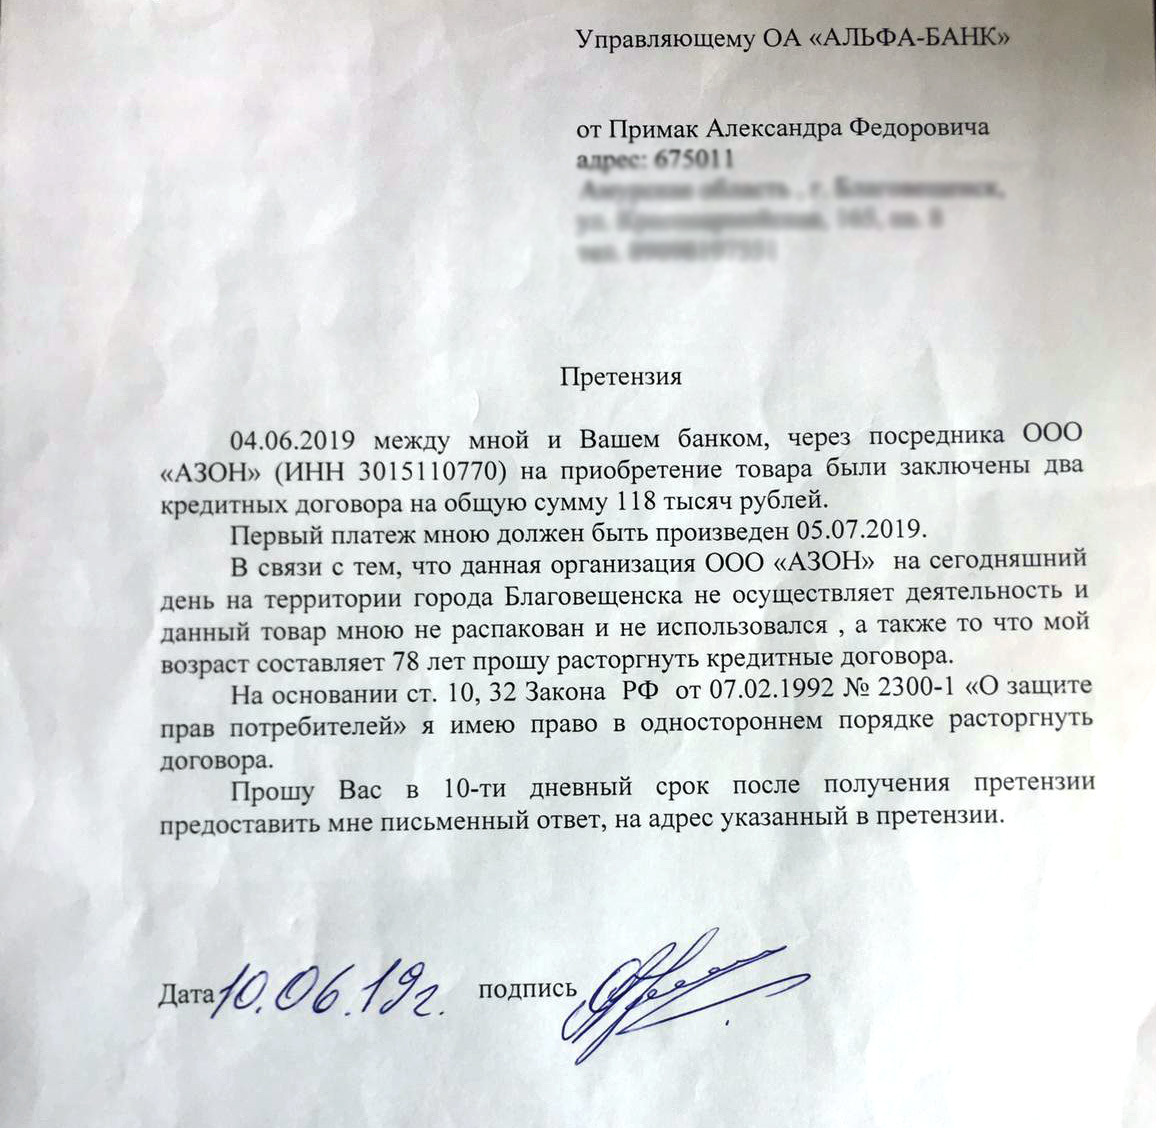 Управляющему ОА «АЛЬФА-БАНК»
от Примак Александра Федоровича
адрес: 675011
Претензия
04.06.2019 между мной и Вашем банком, через посредника ООО
«АЗОН» (ИНН 3015110770) на приобретение товара были заключены два
кредитных договора на общую сумму 118 тысяч рублей.
Первый платеж мною должен быть произведен 05.07.2019.
В связи с тем, что данная организация ООО «АЗОН» на сегодняшний
день на территории города Благовещенска не осуществляет деятельность и
данный товар мною не распакован и не использовался , а также то что мой
возраст составляет 78 лет прошу расторгнуть кредитные договора.
На основании ст. 10, 32 Закона РФ от 07.02.1992 № 2300-1 «О защите
прав потребителей» я имею право в одностороннем порядке расторгнуть
договора.
Прошу Вас в 10-ти дневный срок после получения претензии
предоставить мне письменный ответ, на адрес указанный в претензии.
Дата 10.06.19г. подпись